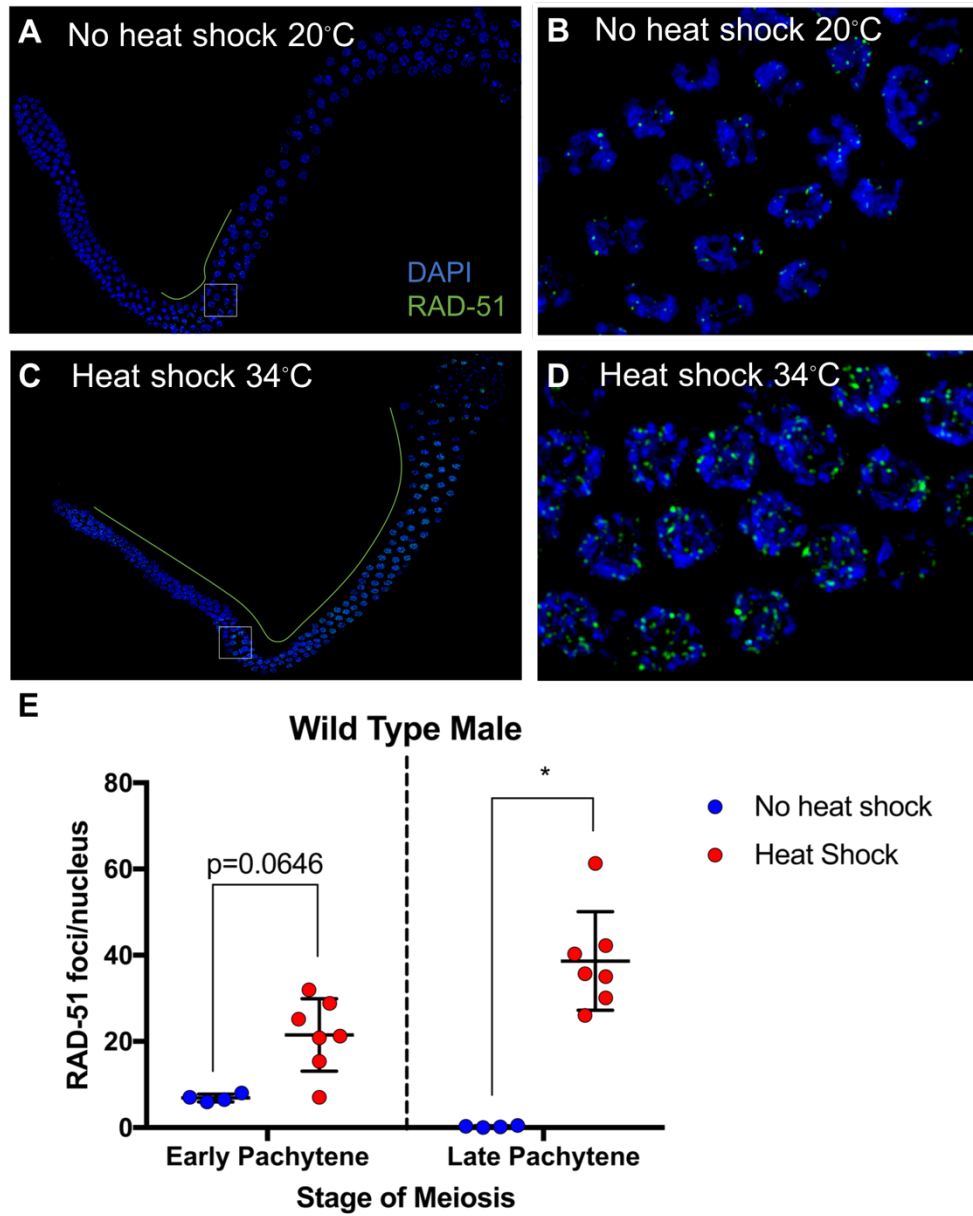 A No heat shock 20°C
B No heat shock 20°C
DAPI
RAD-51
C Heat shock 34°C
D Heat shock 34°C
E
Wild Type Male
RAD-51 foci/nucleus
80
60
40
20
0
p=0.0646
*
No heat shock
Heat Shock
Early Pachytene
Late Pachytene
Stage of Meiosis